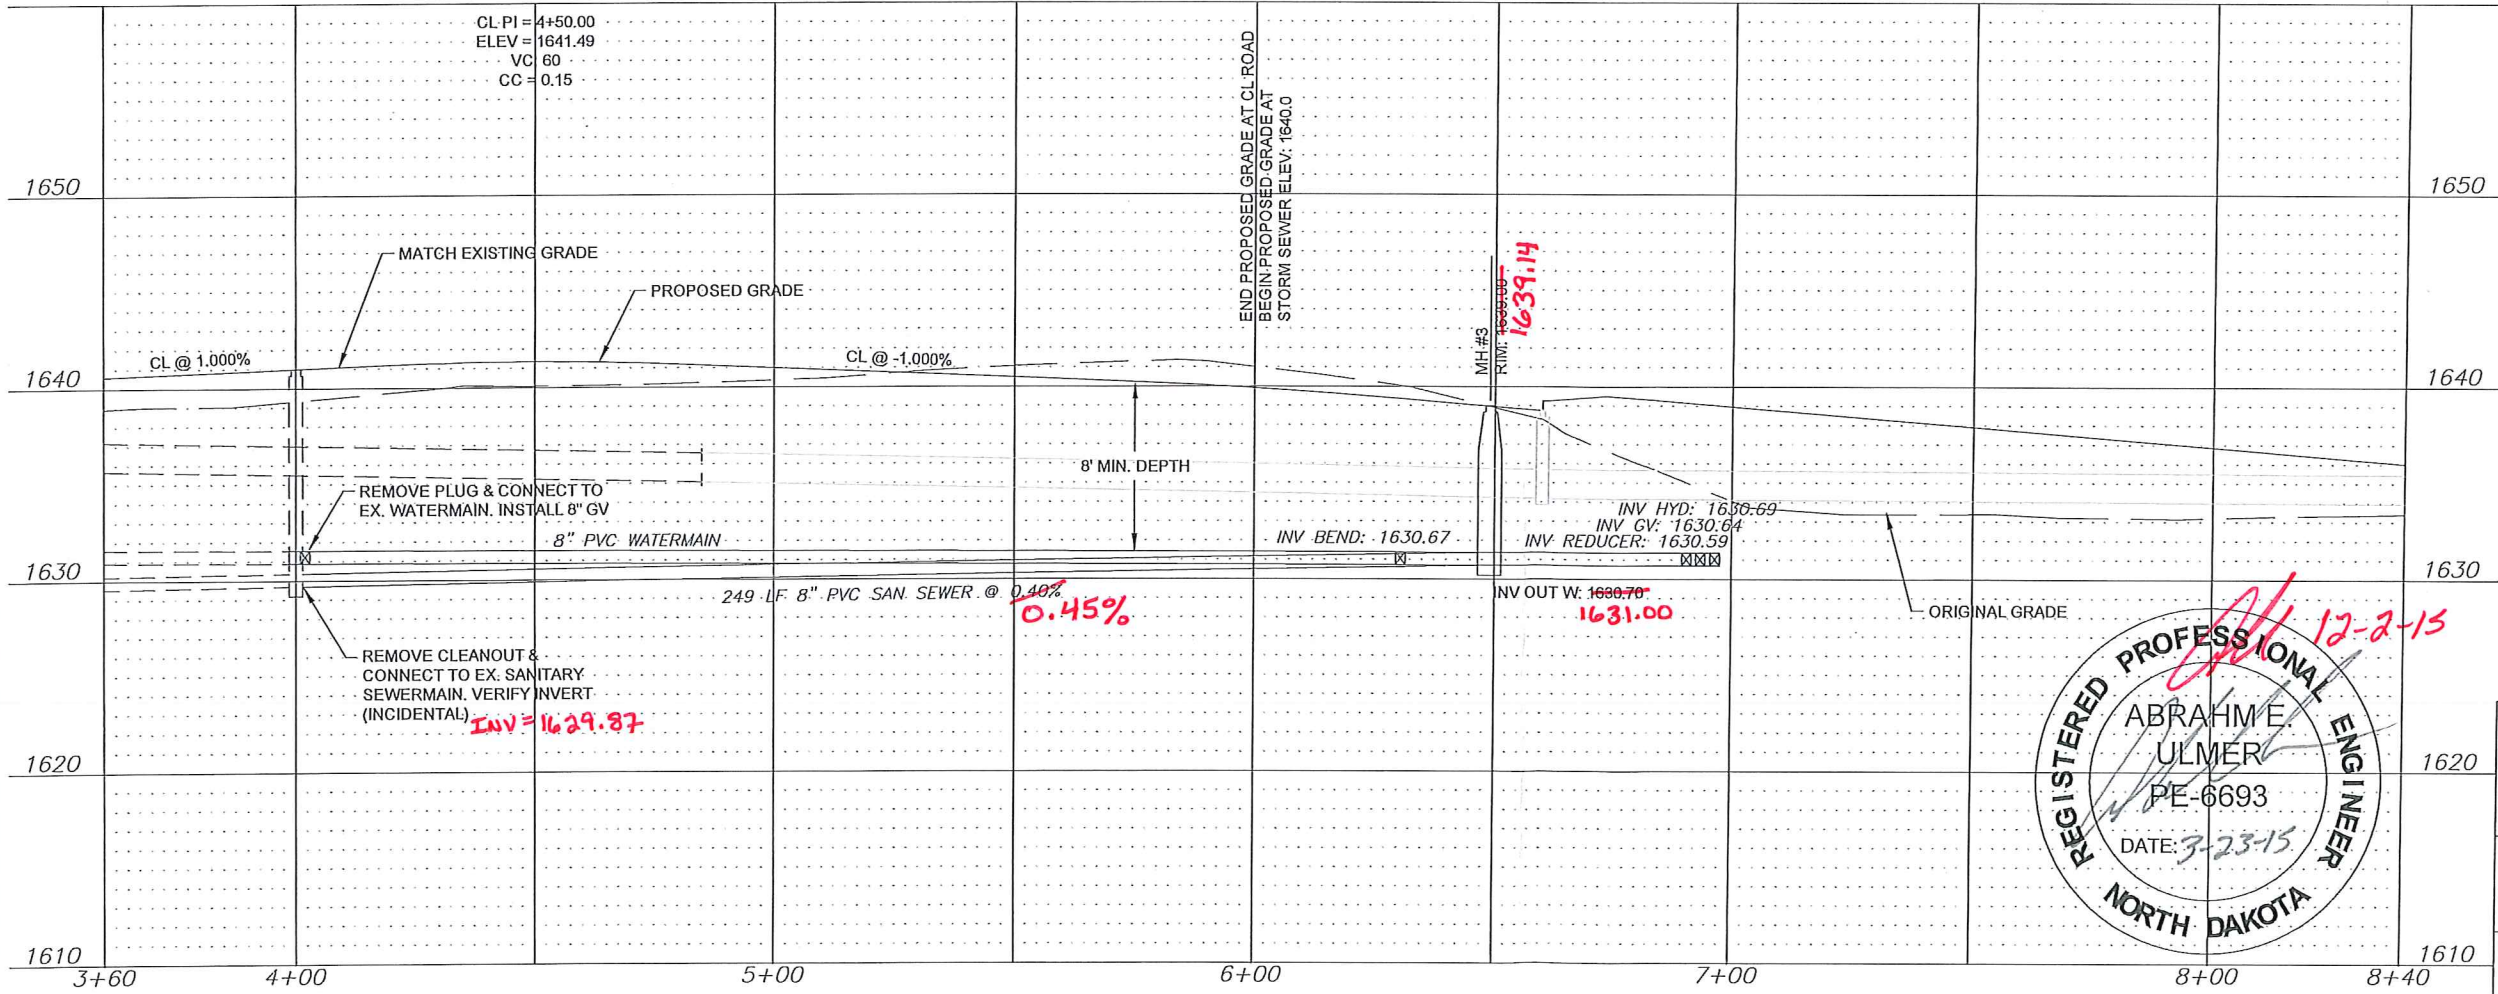 CL PI = 4+50.00
ELEV = 1641.49
VC 60
CC = 0.15
END PROPOSED GRADE AT CL ROAD
BEGIN PROPOSED GRADE AT
STORM SEWER ELEV: 1640.0
1650
1650
MATCH EXISTING GRADE
PROPOSED GRADE
MH #3
RIM: 1639.00
1639.14
CL @ 1.000%
CL @ -1.000%
1640
1640
8' MIN. DEPTH
REMOVE PLUG & CONNECT TO
EX. WATERMAIN. INSTALL 8" GV
8" PVC WATERMAIN
INV BEND: 1630.67
INV HYD: 1630.69
INV GV: 1630.64
INV REDUCER: 1630.59
1630
1630
249 LF 8" PVC SAN. SEWER @ 0.40%
0.45%
INV OUT W: 1630.70
1631.00
ORIGINAL GRADE
REMOVE CLEANOUT &
CONNECT TO EX. SANITARY
SEWERMAIN. VERIFY INVERT
(INCIDENTAL)
INV = 1629.87
12-2-15
REGISTERED PROFESSIONAL ENGINEER
ABRAHM E.
ULMER
PE-6693
DATE: 3-23-15
NORTH DAKOTA
1620
1620
1610
1610
3+60
4+00
5+00
6+00
7+00
8+00
8+40